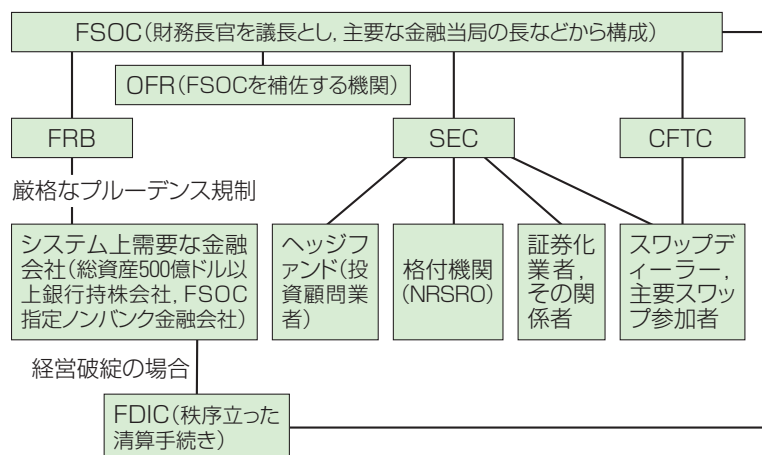 FSOC(財務長官を議長とし, 主要な金融当局の長などから構成)
OFR(FSOCを補佐する機関)
FRB
SEC
CFTC
厳格なプルーデンス規制
システム上需要な金融
会社(総資産500億ドル以
上銀行持株会社, FSOC
指定ノンバンク金融会社)
ヘッジフ
ァンド(投
資顧問業
者)
格付機関
(NRSRO)
証券化
業者,
その関
係者
スワップデ
ィーラー,
主要スワッ
プ参加者
経営破綻の場合
FDIC(秩序立った
清算手続き)